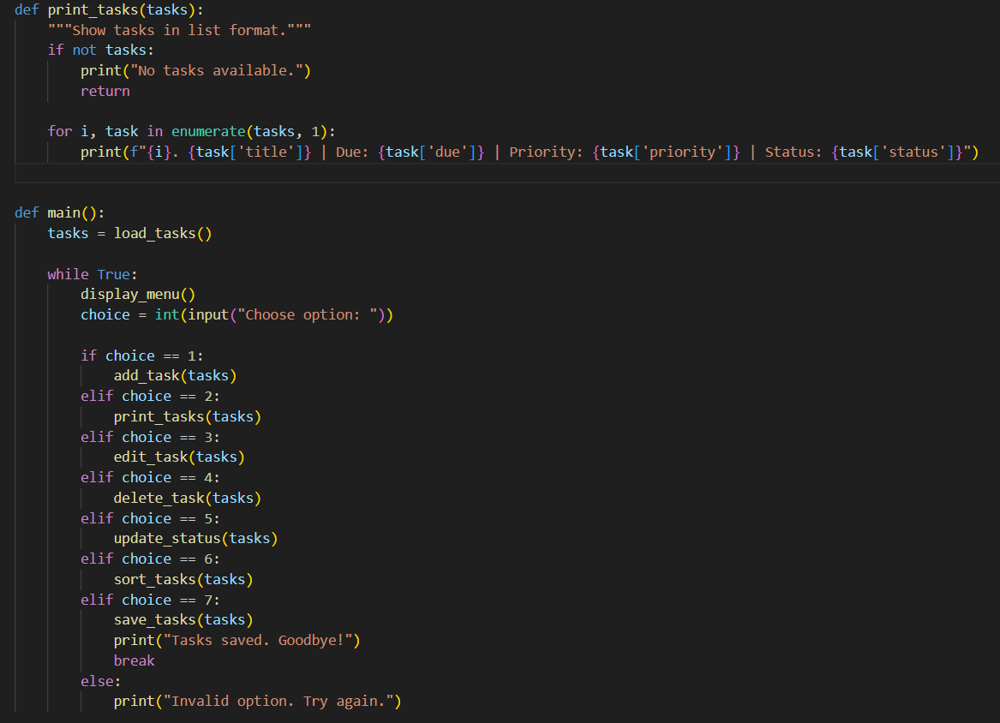 def print_tasks(tasks):
    """Show tasks in list format."""
    if not tasks:
        print("No tasks available.")
        return

    for i, task in enumerate(tasks, 1):
        print(f"{i}. {task['title']} | Due: {task['due']} | Priority: {task['priority']} | Status: {task['status']}")

def main():
    tasks = load_tasks()

    while True:
        display_menu()
        choice = int(input("Choose option: "))

        if choice == 1:
            add_task(tasks)
        elif choice == 2:
            print_tasks(tasks)
        elif choice == 3:
            edit_task(tasks)
        elif choice == 4:
            delete_task(tasks)
        elif choice == 5:
            update_status(tasks)
        elif choice == 6:
            sort_tasks(tasks)
        elif choice == 7:
            save_tasks(tasks)
            print("Tasks saved. Goodbye!")
            break
        else:
            print("Invalid option. Try again.")